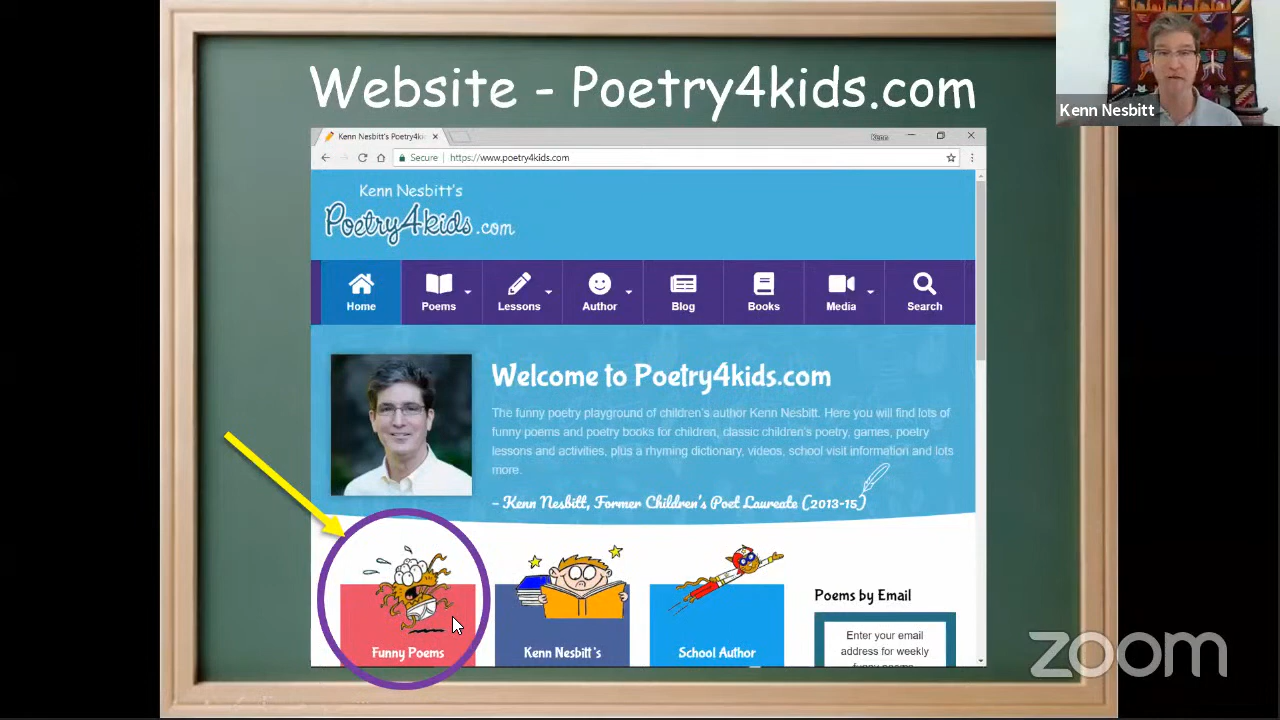 Website - Poetry4kids.com
Kenn Nesbitt
Kenn Nesbitt's Poetry4ki
Kenn
Secure
https://www.poetry4kids.com
Kenn Nesbitt's
Poetry4kids.com
Home
Poems
Lessons
Author
Blog
Books
Media
Search
Welcome to Poetry4kids.com
The funny poetry playground of children's author Kenn Nesbitt. Here you will find lots of
funny poems and poetry books for children, classic children's poetry, games, poetry
lessons and activities, plus a rhyming dictionary, videos, school visit information and lots
more.
– Kenn Nesbitt, Former Children's Poet Laureate (2013-15)
Funny Poems
Kenn Nesbitt's
School Author
Poems by Email
Enter your email
address for weekly
funny poems
zoom